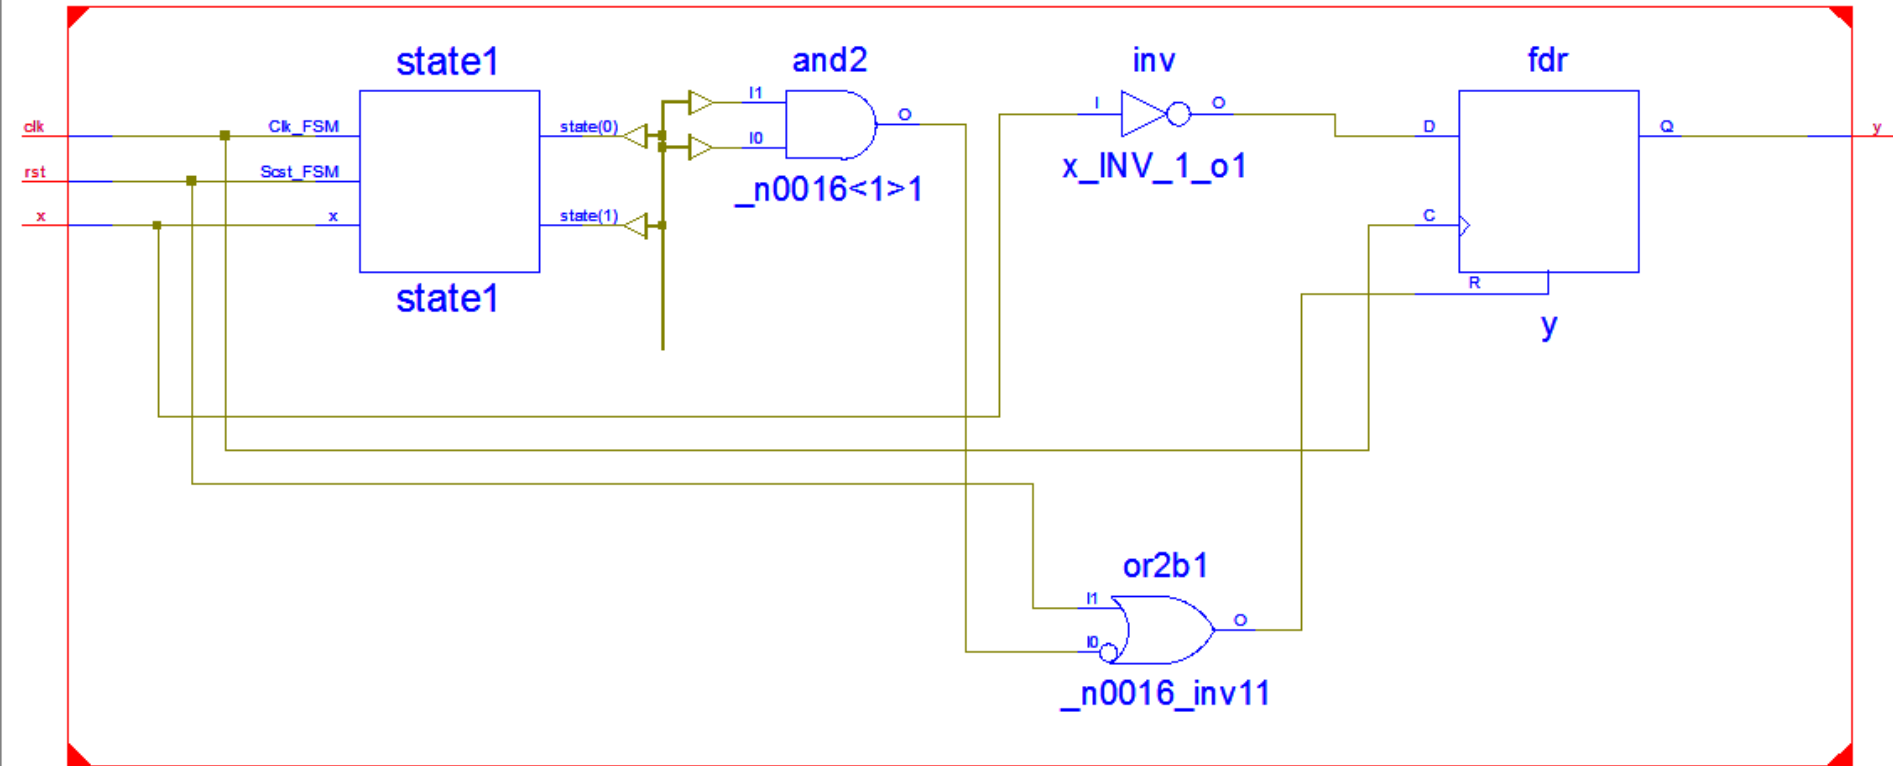 state1
and2
inv
fdr
clk
Clk_FSM
state(0)
I1
O
I
O
D
Q
y
I0
rst
Scst_FSM
x_INV_1_o1
_n0016<1>1
x
x
state(1)
C
R
state1
y
or2b1
I1
O
I0
_n0016_inv11